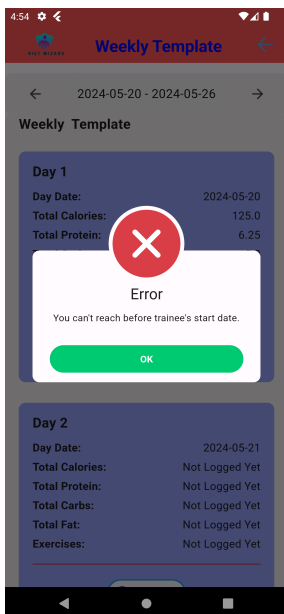 4:54
DIET WIZARD
Weekly Template
2024-05-20 - 2024-05-26
Weekly Template
Day 1
Day Date: 2024-05-20
Total Calories: 125.0
Total Protein: 6.25
Error
You can't reach before trainee's start date.
OK
Day 2
Day Date: 2024-05-21
Total Calories: Not Logged Yet
Total Protein: Not Logged Yet
Total Carbs: Not Logged Yet
Total Fat: Not Logged Yet
Exercises: Not Logged Yet